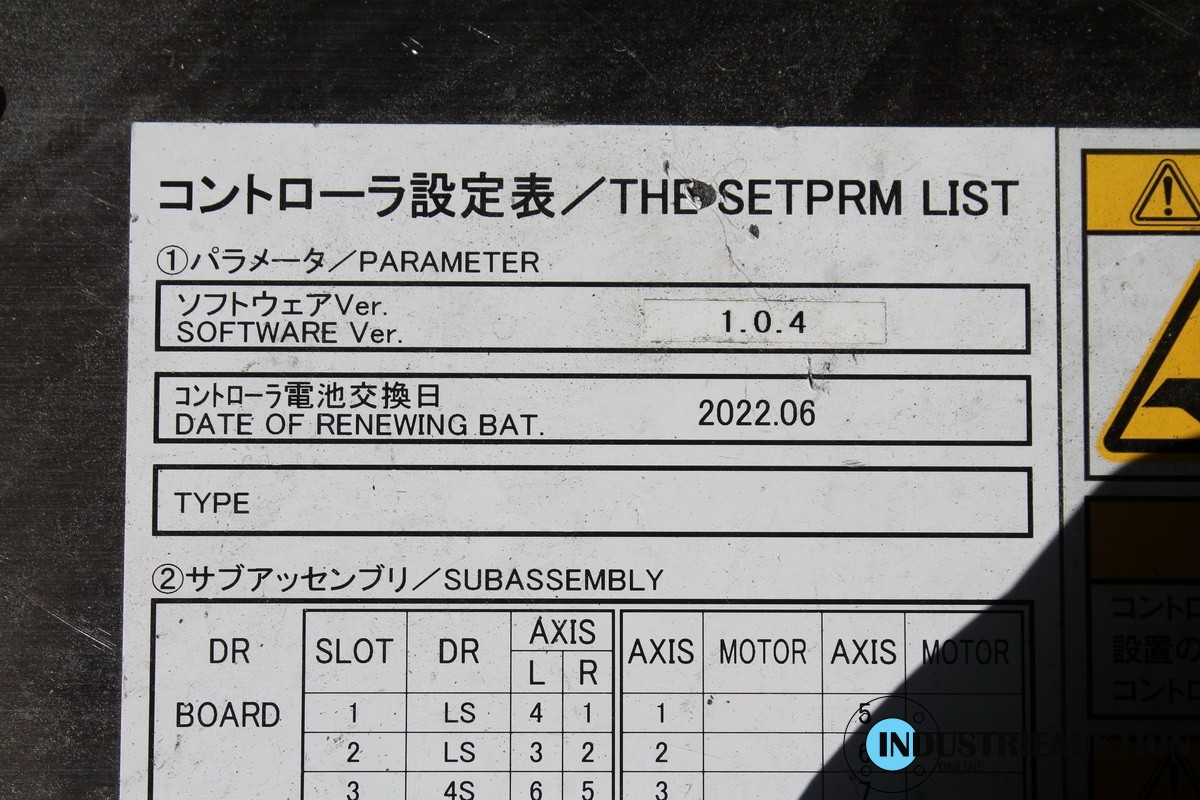 コントローラ設定表／THE SETPRM LIST
①パラメータ／PARAMETER
ソフトウェアVer.
SOFTWARE Ver.
1.0.4
コントローラ電池交換日
DATE OF RENEWING BAT.
2022.06
TYPE
②サブアッセンブリ／SUBASSEMBLY
DR
BOARD
SLOT DR AXIS AXIS MOTOR AXIS MOTOR
L R
1 LS 4 1 1 5
2 LS 3 2 2 6
3 4S 6 5 3 7
コントロ
設置の
コントロ
INDUSTRIEAUKTION
ONLINE